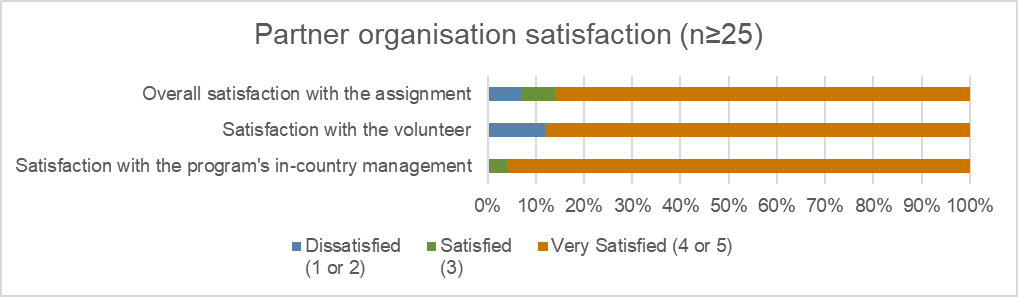 Partner organisation satisfaction (n≥25)
Overall satisfaction with the assignment
Satisfaction with the volunteer
Satisfaction with the program's in-country management
0% 10% 20% 30% 40% 50% 60% 70% 80% 90% 100%
Dissatisfied Satisfied Very Satisfied (4 or 5)
(1 or 2) (3)